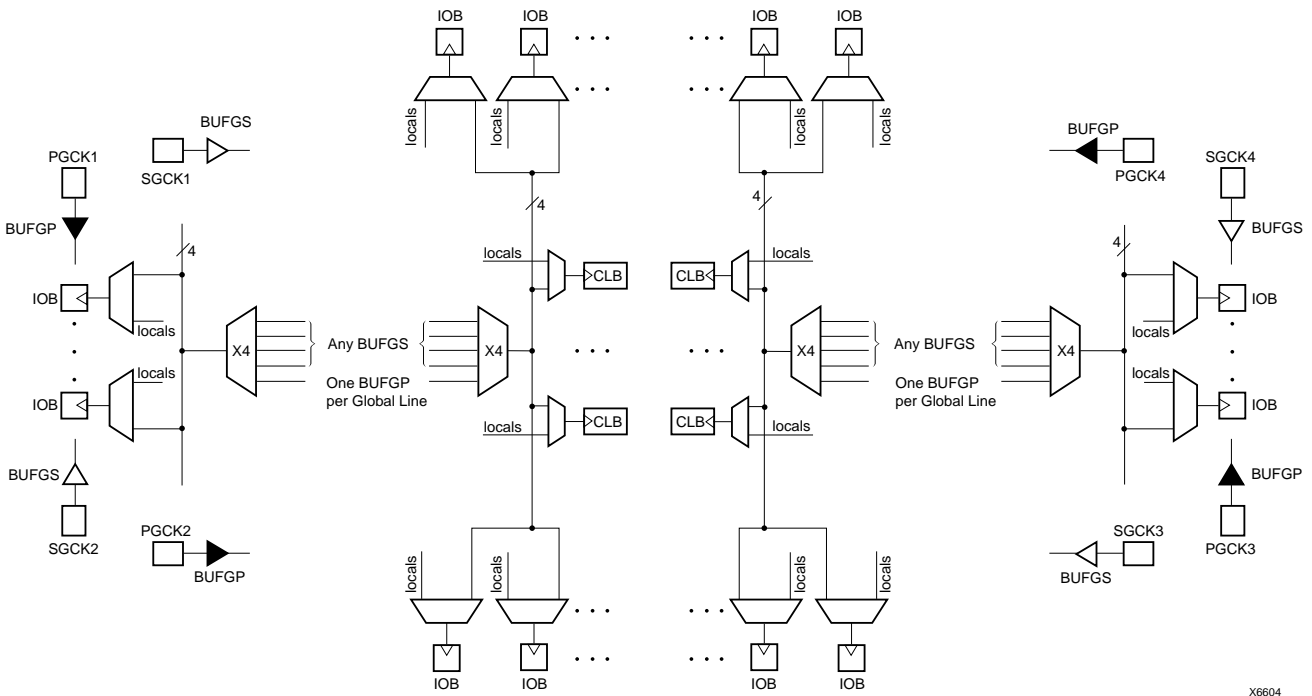 IOB IOB IOB IOB
locals locals locals locals
BUFGS BUFGP
PGCK1 SGCK4
SGCK1 PGCK4
BUFGP 4 4 4 4 BUFGS
locals locals
CLB CLB
IOB IOB
locals locals
X4 Any BUFGS X4 X4 Any BUFGS X4
locals locals
One BUFGP One BUFGP
per Global Line per Global Line
IOB IOB
CLB CLB
locals locals
BUFGS BUFGP
PGCK2 SGCK3
SGCK2 PGCK3
BUFGP BUFGS
locals locals locals locals
IOB IOB IOB IOB
X6604